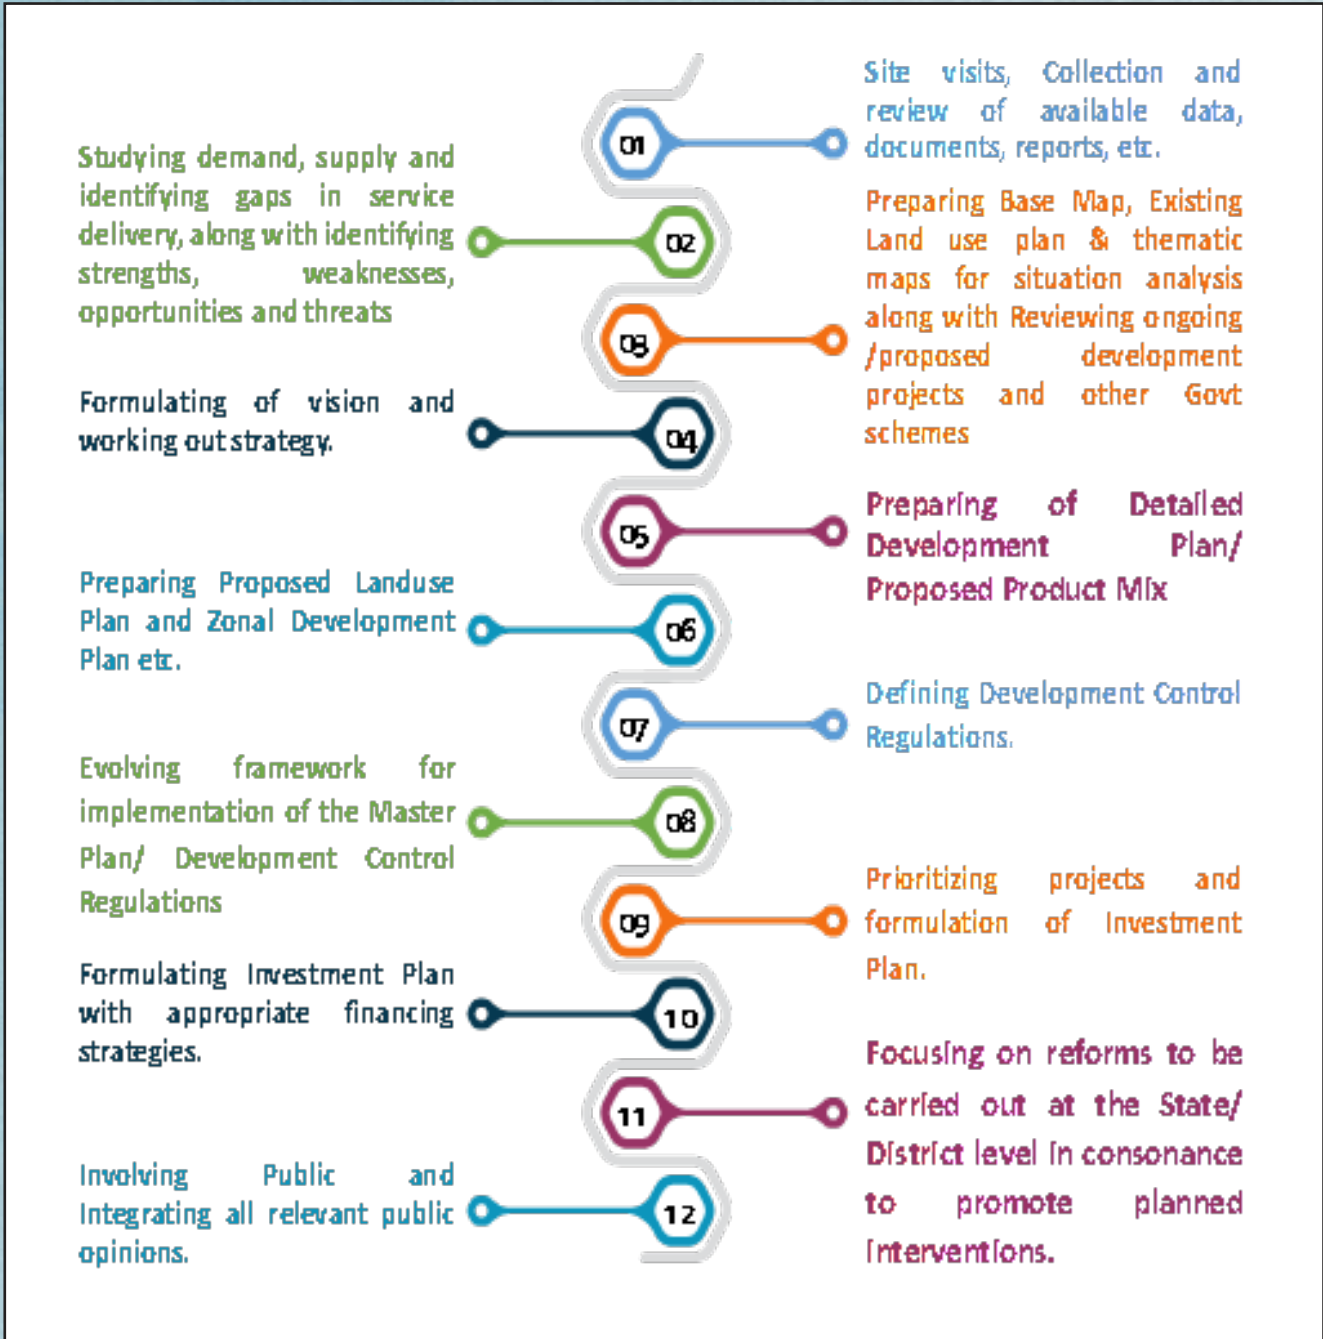 01
Site visits, Collection and
review of available data,
documents, reports, etc.
Studying demand, supply and
identifying gaps in service
delivery, along with identifying
strengths, weaknesses,
opportunities and threats
02
03
Preparing Base Map, Existing
Land use plan & thematic
maps for situation analysis
along with Reviewing ongoing
/proposed development
projects and other Govt
schemes
Formulating of vision and
working out strategy.
04
05
Preparing of Detailed
Development Plan/
Proposed Product Mix
Preparing Proposed Landuse
Plan and Zonal Development
Plan etc.
06
07
Defining Development Control
Regulations.
Evolving framework for
implementation of the Master
Plan/ Development Control
Regulations
08
09
Prioritizing projects and
formulation of Investment
Plan.
Formulating Investment Plan
with appropriate financing
strategies.
10
11
Focusing on reforms to be
carried out at the State/
District level in consonance
to promote planned
interventions.
Involving Public and
Integrating all relevant public
opinions.
12